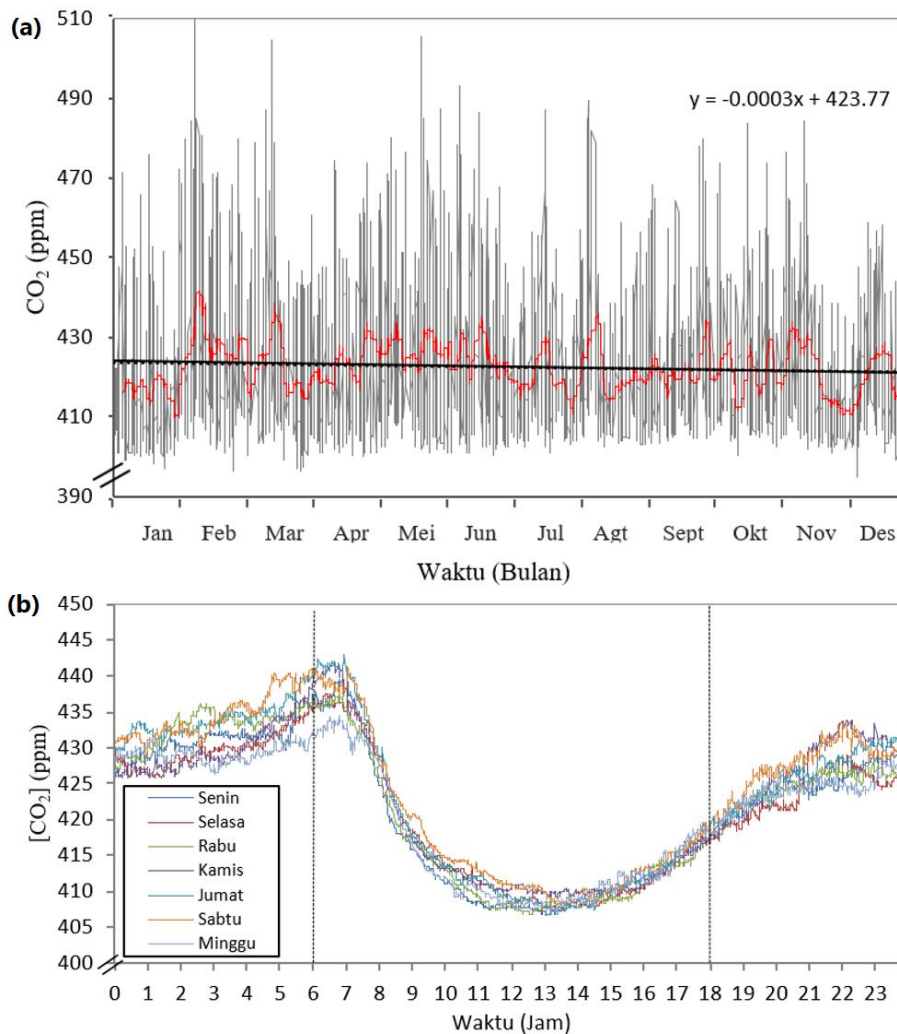 (a)
510
490
470
450
430
410
390
CO₂ (ppm)
y = -0.0003x + 423.77
Jan Feb Mar Apr Mei Jun Jul Agt Sept Okt Nov Des
Waktu (Bulan)
(b)
450
445
440
435
430
425
420
415
410
405
400
[CO₂] (ppm)
Senin
Selasa
Rabu
Kamis
Jumat
Sabtu
Minggu
0 1 2 3 4 5 6 7 8 9 10 11 12 13 14 15 16 17 18 19 20 21 22 23
Waktu (Jam)